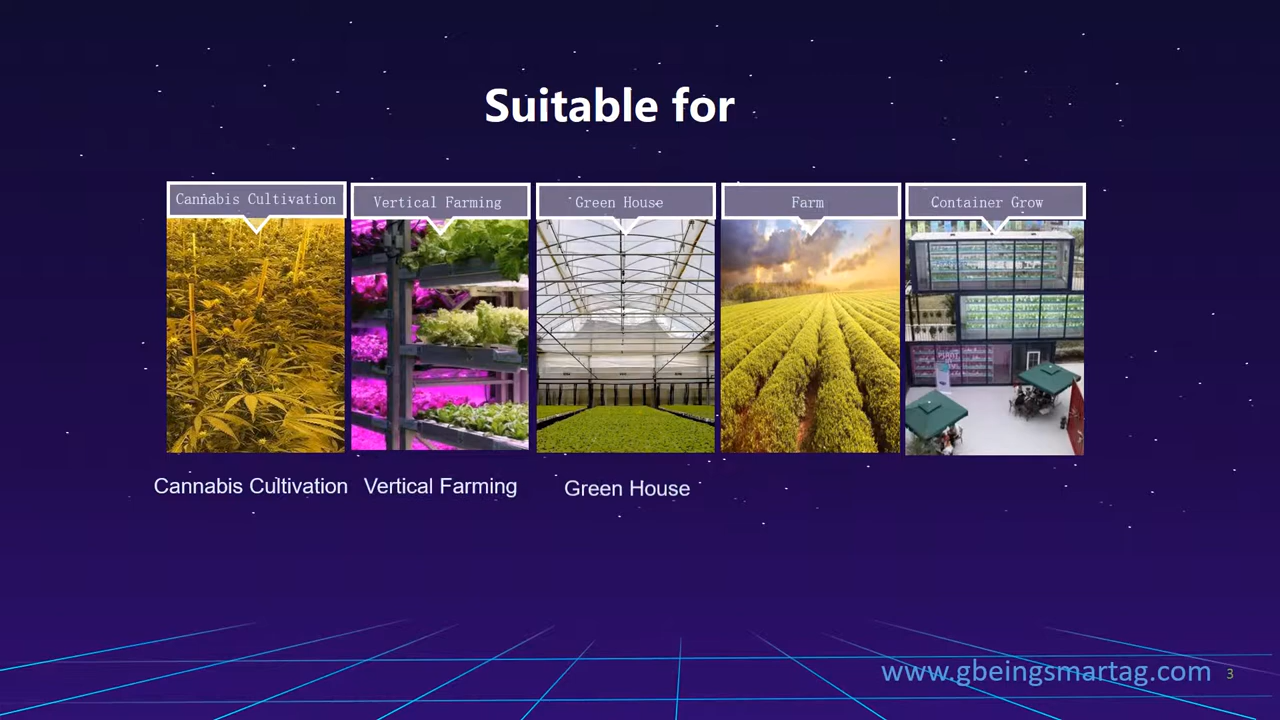 Suitable for
Cannabis Cultivation
Vertical Farming
Green House
Farm
Container Grow
PLANT
Cannabis Cultivation
Vertical Farming
Green House
www.gbeingsmartag.com
3